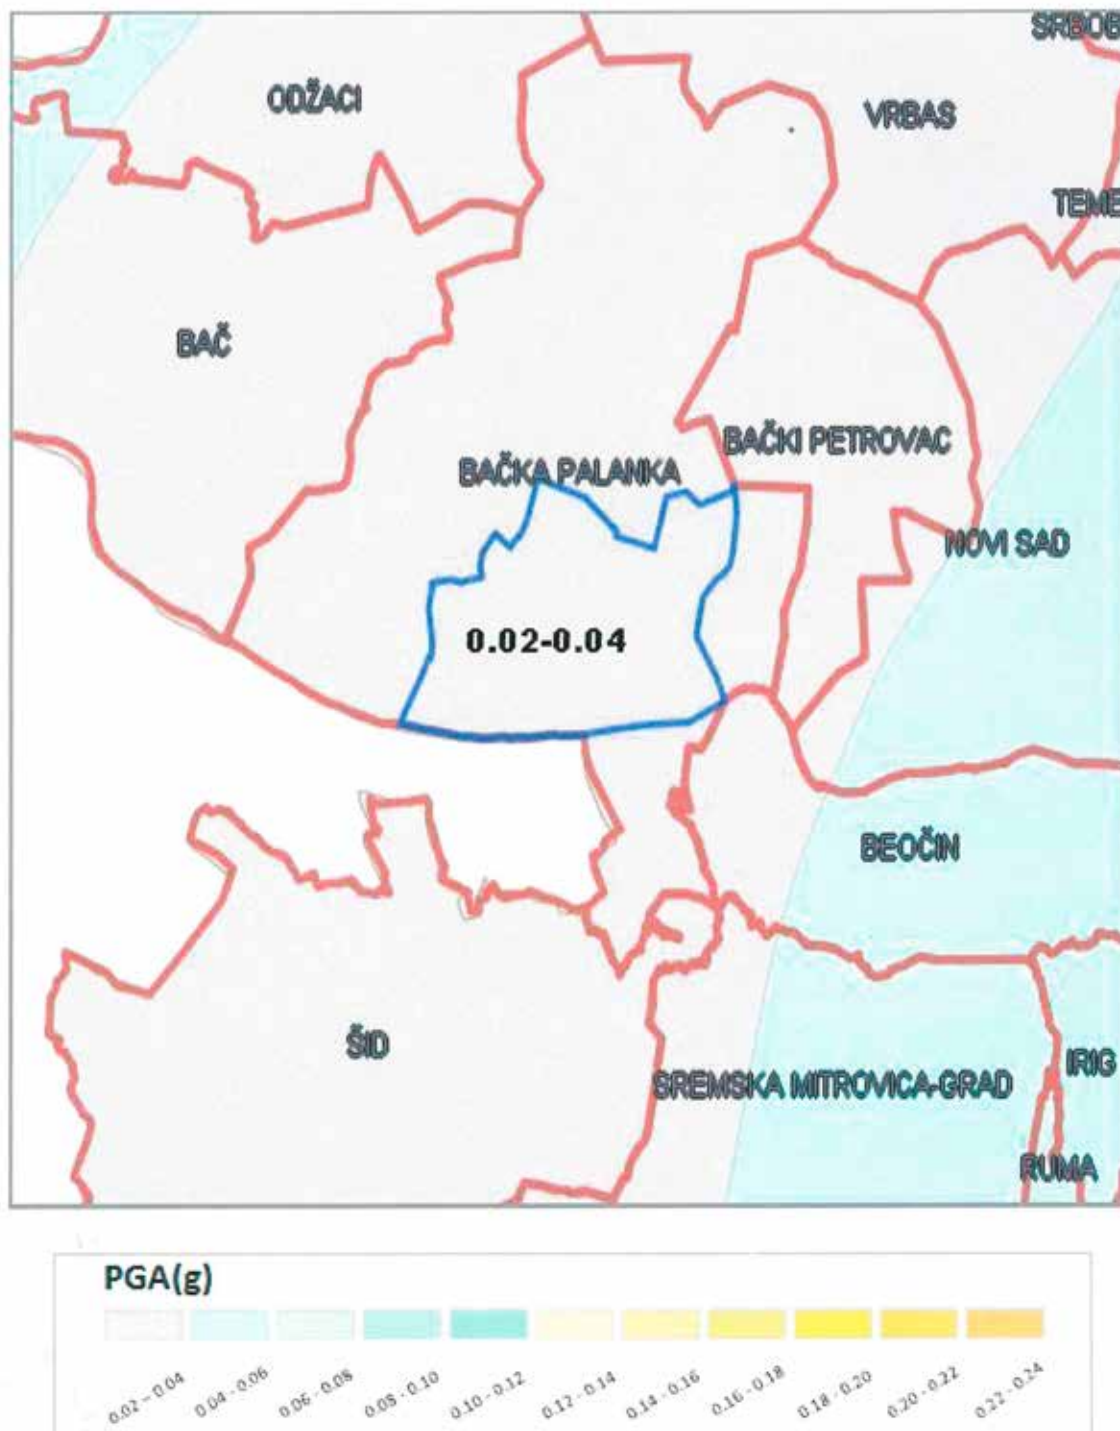 SRBOB
ODŽACI
VRBAS
TEME
BAČ
BAČKI PETROVAC
BAČKA PALANKA
NOVI SAD
0.02-0.04
BEOČIN
ŠID
SREMSKA MITROVICA-GRAD
IRIG
RUMA
PGA(g)
0.02 - 0.04
0.04 - 0.06
0.06 - 0.08
0.08 - 0.10
0.10 - 0.12
0.12 - 0.14
0.14 - 0.16
0.16 - 0.18
0.18 - 0.20
0.20 - 0.22
0.22 - 0.24